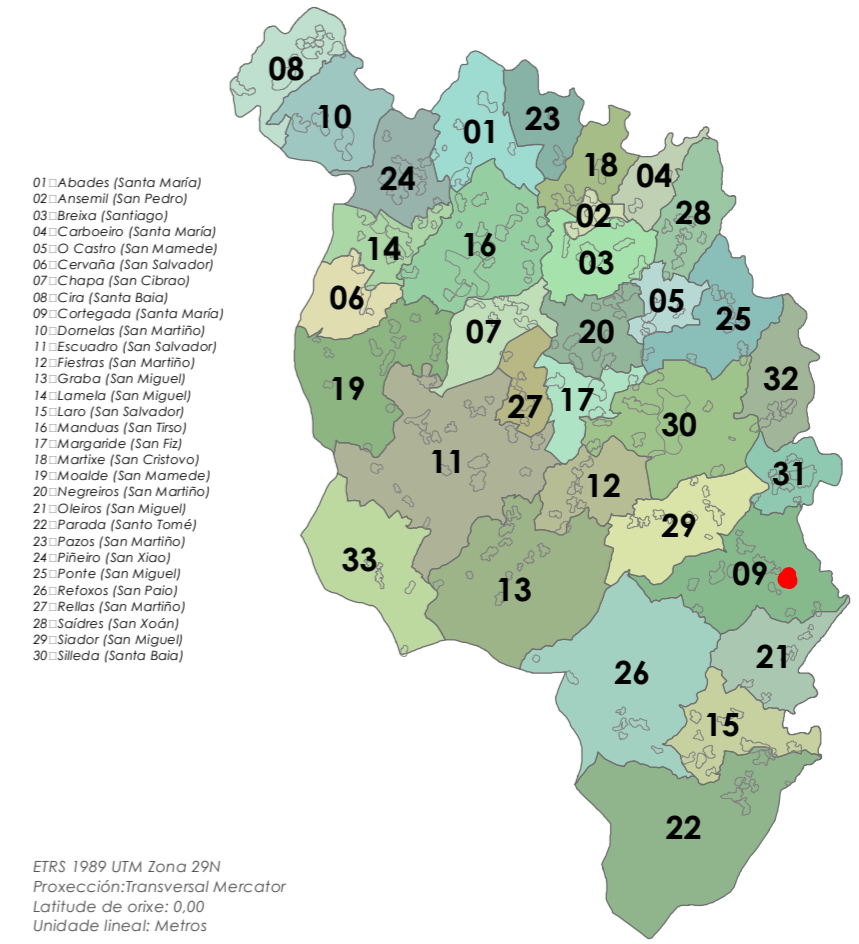 08
10
01
23
18
04
24
02
28
14
16
03
06
05
07
20
25
19
32
27
17
30
11
12
31
29
33
13
09
26
21
15
22
01□Abades (Santa María)
02□Ansemil (San Pedro)
03□Breixa (Santiago)
04□Carboeiro (Santa María)
05□O Castro (San Mamede)
06□Cervaña (San Salvador)
07□Chapa (San Cibrao)
08□Cira (Santa Baia)
09□Cortegada (Santa María)
10□Dornelas (San Martiño)
11□Escuadro (San Salvador)
12□Fiestras (San Martiño)
13□Graba (San Miguel)
14□Lamela (San Miguel)
15□Laro (San Salvador)
16□Manduas (San Tirso)
17□Margaride (San Fiz)
18□Martixe (San Cristovo)
19□Moalde (San Mamede)
20□Negreiros (San Martiño)
21□Oleiros (San Miguel)
22□Parada (Santo Tomé)
23□Pazos (San Martiño)
24□Piñeiro (San Xiao)
25□Ponte (San Miguel)
26□Refoxos (San Paio)
27□Rellas (San Martiño)
28□Saídres (San Xoán)
29□Siador (San Miguel)
30□Silleda (Santa Baia)
ETRS 1989 UTM Zona 29N
Proxección:Transversal Mercator
Latitude de orixe: 0,00
Unidade lineal: Metros